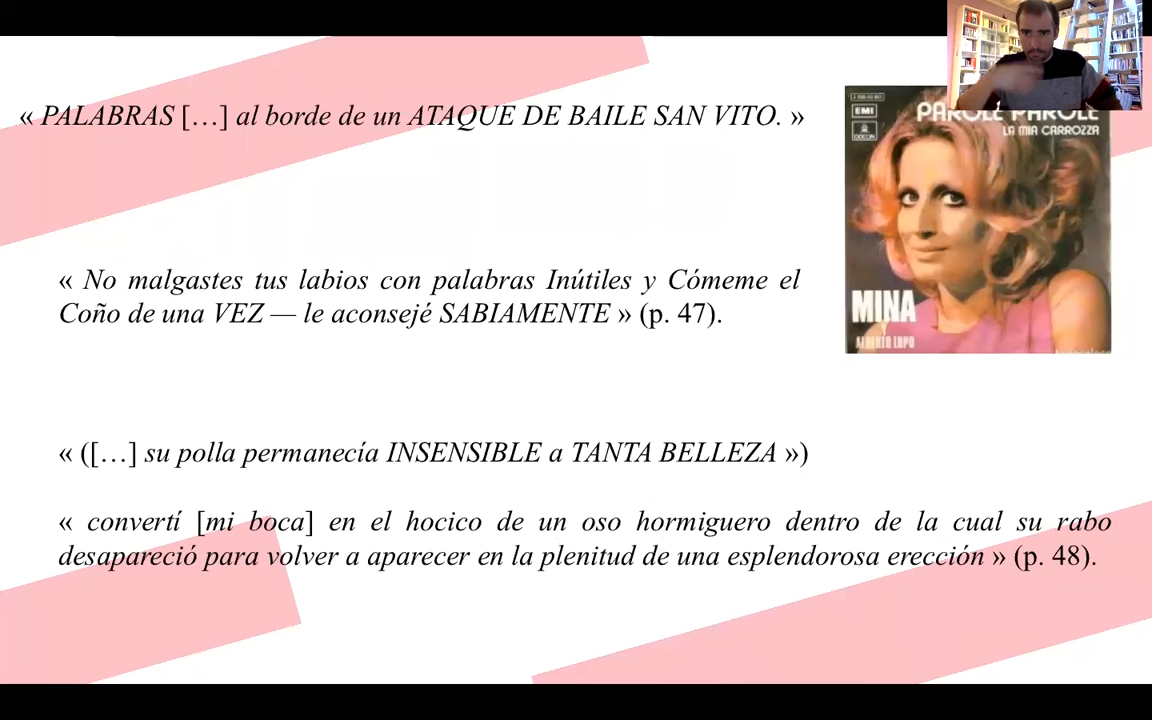 « PALABRAS […] al borde de un ATAQUE DE BAILE SAN VITO. »
EMI
ODEON
PAROLE PAROLE
LA MIA CARROZZA
« No malgastes tus labios con palabras Inútiles y Cómeme el
Coño de una VEZ — le aconsejé SABIAMENTE » (p. 47).
MINA
Y
ALBERTO LUPO
« ([…] su polla permanecía INSENSIBLE a TANTA BELLEZA »)
« convertí [mi boca] en el hocico de un oso hormiguero dentro de la cual su rabo
desapareció para volver a aparecer en la plenitud de una esplendorosa erección » (p. 48).